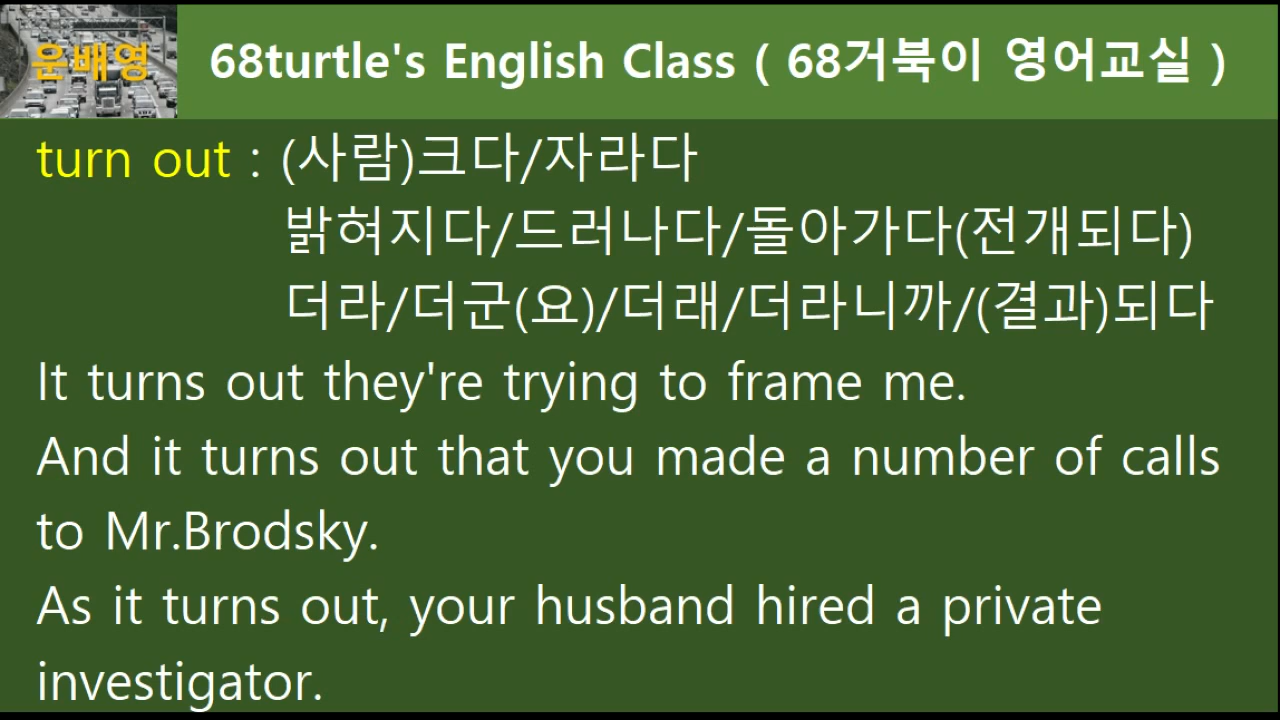 운배영
68turtle's English Class ( 68거북이 영어교실 )
turn out : (사람)크다/자라다
밝혀지다/드러나다/돌아가다(전개되다)
더라/더군(요)/더래/더라니까/(결과)되다
It turns out they're trying to frame me.
And it turns out that you made a number of calls
to Mr.Brodsky.
As it turns out, your husband hired a private
investigator.